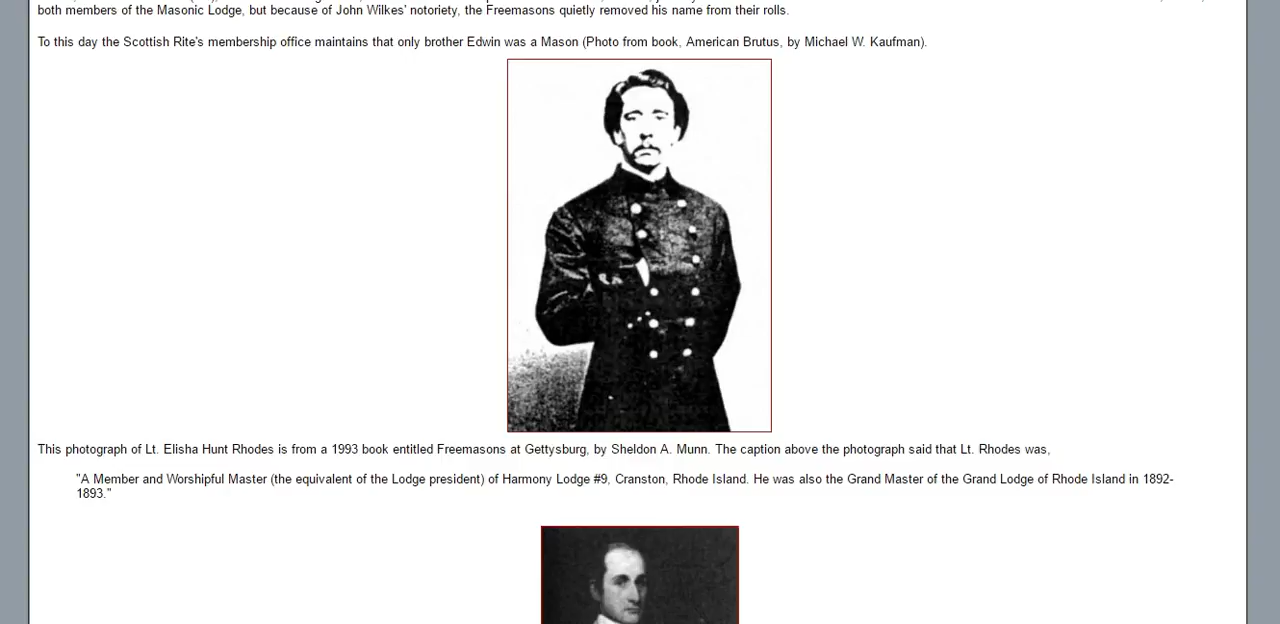 both members of the Masonic Lodge, but because of John Wilkes' notoriety, the Freemasons quietly removed his name from their rolls.
To this day the Scottish Rite's membership office maintains that only brother Edwin was a Mason (Photo from book, American Brutus, by Michael W. Kaufman).
This photograph of Lt. Elisha Hunt Rhodes is from a 1993 book entitled Freemasons at Gettysburg, by Sheldon A. Munn. The caption above the photograph said that Lt. Rhodes was,
"A Member and Worshipful Master (the equivalent of the Lodge president) of Harmony Lodge #9, Cranston, Rhode Island. He was also the Grand Master of the Grand Lodge of Rhode Island in 1892-
1893."